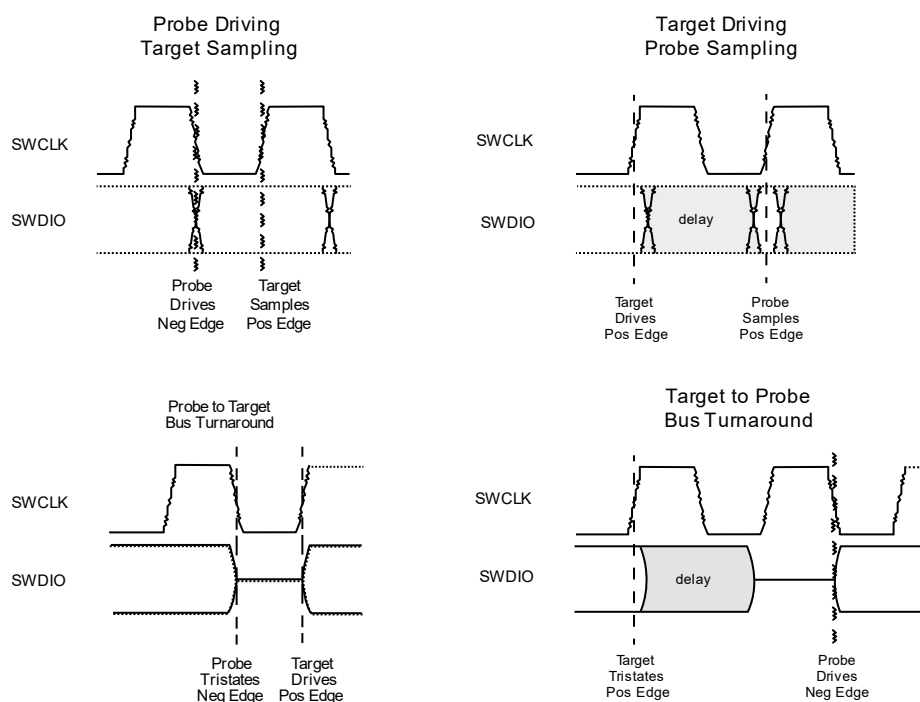 Probe Driving
Target Sampling
SWCLK
SWDIO
Probe
Drives
Neg Edge
Target
Samples
Pos Edge
Target Driving
Probe Sampling
SWCLK
SWDIO
delay
Target
Drives
Pos Edge
Probe
Samples
Pos Edge
Probe to Target
Bus Turnaround
SWCLK
SWDIO
Probe
Tristates
Neg Edge
Target
Drives
Pos Edge
Target to Probe
Bus Turnaround
SWCLK
SWDIO
delay
Target
Tristates
Pos Edge
Probe
Drives
Neg Edge